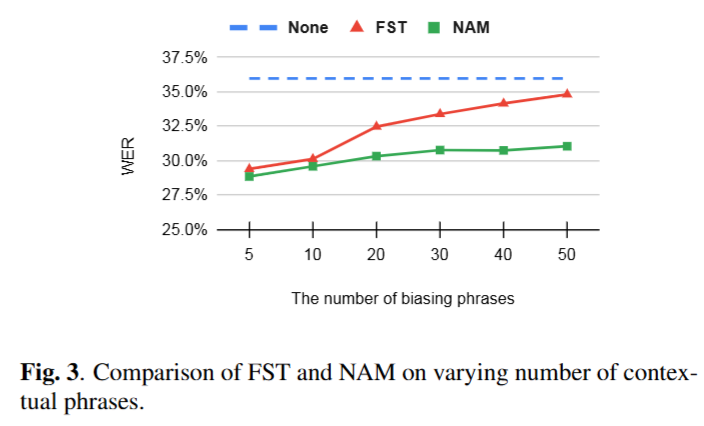 None FST NAM
37.5%
35.0%
32.5%
30.0%
27.5%
25.0%
WER
5 10 20 30 40 50
The number of biasing phrases
Fig. 3. Comparison of FST and NAM on varying number of contex-
tual phrases.